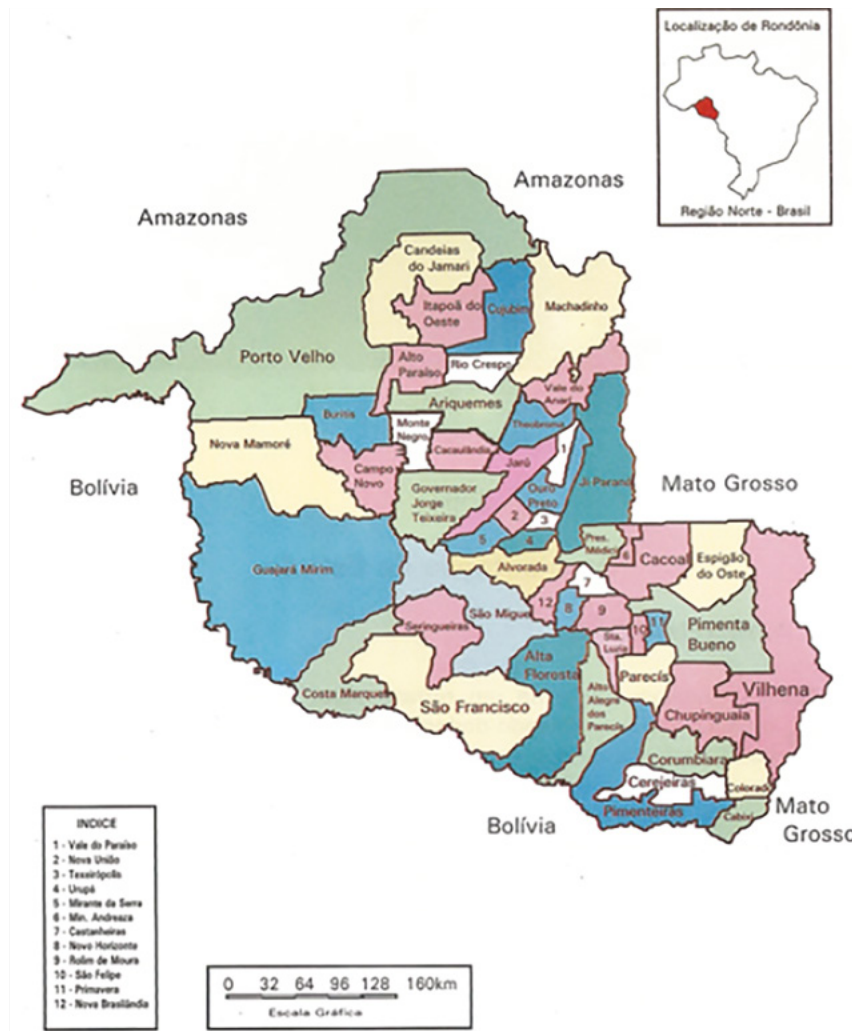 Localização de Rondônia
Região Norte - Brasil
Amazonas
Amazonas
Candeias
do Jamari
Itapoã do
Oeste
Cujubim
Machadinho
Porto Velho
Alto
Paraíso
Rio Crespo
Vale do
Anari
Ariquemes
Buritis
Monte
Negro
Theobroma
Nova Mamoré
Cacaulândia
Jarú
1
Ji Paraná
Mato Grosso
Bolívia
Campo
Novo
Governador
Jorge
Teixeira
Ouro
Preto
2
3
5
4
Pres.
Médici
6
Cacoal
Espigão
do Oste
Guajará Mirim
Alvorada
7
12
8
9
10
11
São Miguel
Seringueiras
Sta.
Luzia
Pimenta
Bueno
Alta
Floresta
Parecís
Vilhena
Costa Marques
São Francisco
Alto
Alegre
dos
Parecís
Chupinguaia
Corumbiara
Cerejeiras
Colorado
Pimenteiras
Cabixi
Mato
Grosso
Bolívia
INDICE
1 - Vale do Paraíso
2 - Nova União
3 - Teixeirópolis
4 - Urupá
5 - Mirante da Serra
6 - Min. Andreaza
7 - Castanheiras
8 - Novo Horizonte
9 - Rolim de Moura
10 - São Felipe
11 - Primavera
12 - Nova Brasilândia
0 32 64 96 128 160km
Escala Gráfica